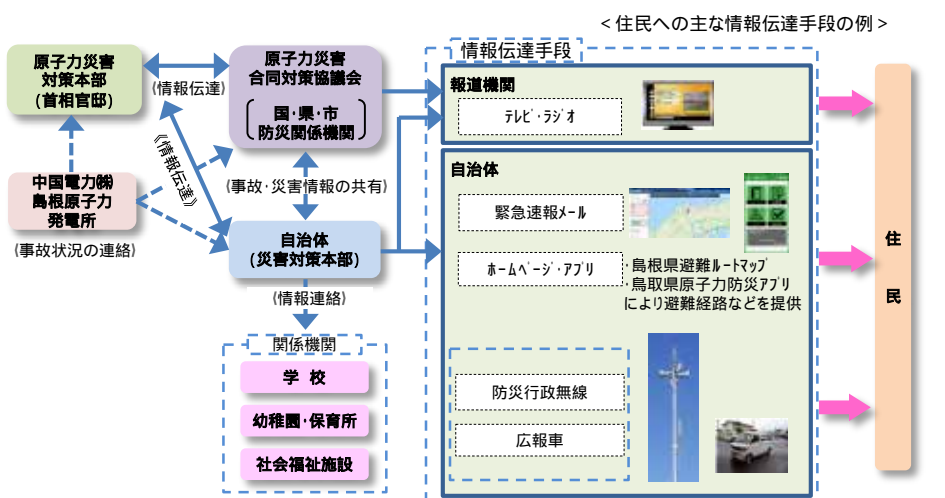 ＜住民への主な情報伝達手段の例＞
原子力災害
対策本部
(首相官邸)
(情報伝達)
原子力災害
合同対策協議会
国・県・市
防災関係機関
《情報伝達》
中国電力㈱
島根原子力
発電所
(事故状況の連絡)
(事故・災害情報の共有)
自治体
(災害対策本部)
(情報連絡)
関係機関
学 校
幼稚園・保育所
社会福祉施設
情報伝達手段
報道機関
ﾃﾚﾋﾞ･ﾗｼﾞｵ
自治体
緊急速報ﾒｰﾙ
ﾎｰﾑﾍﾟｰｼﾞ･ｱﾌﾟﾘ
・島根県避難ﾙｰﾄﾏｯﾌﾟ
・鳥取県原子力防災ｱﾌﾟﾘ
により避難経路などを提供
防災行政無線
広報車
住
民